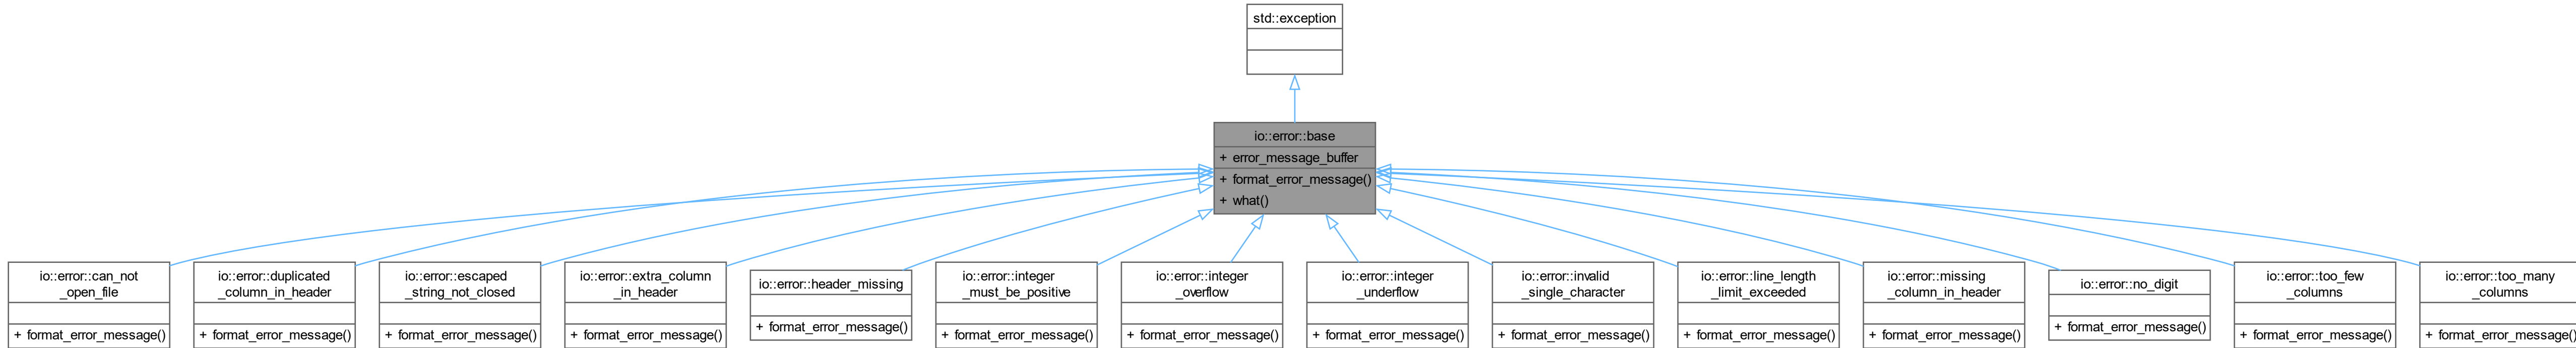 std::exception
io::error::base
+ error_message_buffer
+ format_error_message()
+ what()
io::error::can_not
_open_file
+ format_error_message()
io::error::duplicated
_column_in_header
+ format_error_message()
io::error::escaped
_string_not_closed
+ format_error_message()
io::error::extra_column
_in_header
+ format_error_message()
io::error::header_missing
+ format_error_message()
io::error::integer
_must_be_positive
+ format_error_message()
io::error::integer
_overflow
+ format_error_message()
io::error::integer
_underflow
+ format_error_message()
io::error::invalid
_single_character
+ format_error_message()
io::error::line_length
_limit_exceeded
+ format_error_message()
io::error::missing
_column_in_header
+ format_error_message()
io::error::no_digit
+ format_error_message()
io::error::too_few
_columns
+ format_error_message()
io::error::too_many
_columns
+ format_error_message()